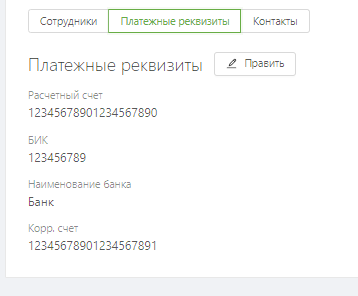 Сотрудники Платежные реквизиты Контакты
Платежные реквизиты Править
Расчетный счет
12345678901234567890
БИК
123456789
Наименование банка
Банк
Корр. счет
12345678901234567891